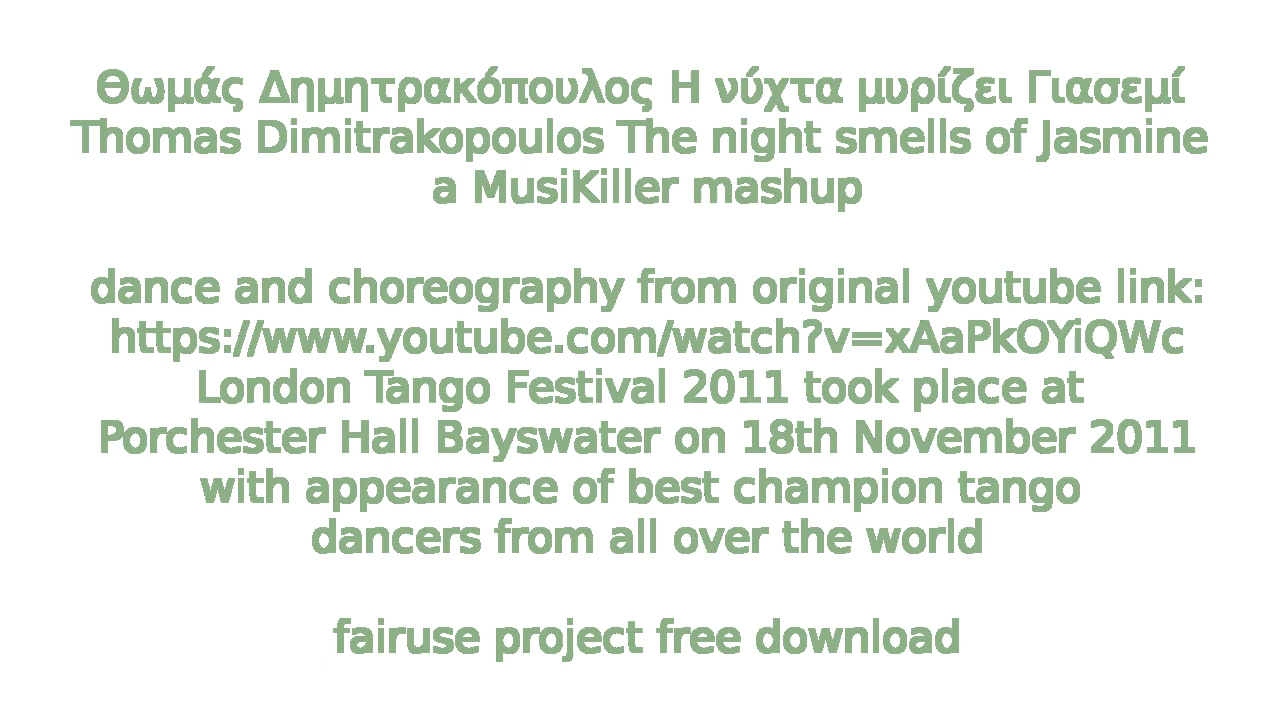 Θωμάς Δημητρακόπουλος Η νύχτα μυρίζει Γιασεμί
Thomas Dimitrakopoulos The night smells of Jasmine
a MusiKiller mashup
dance and choreography from original youtube link:
https://www.youtube.com/watch?v=xAaPkOYiQWc
London Tango Festival 2011 took place at
Porchester Hall Bayswater on 18th November 2011
with appearance of best champion tango
dancers from all over the world
fairuse project free download